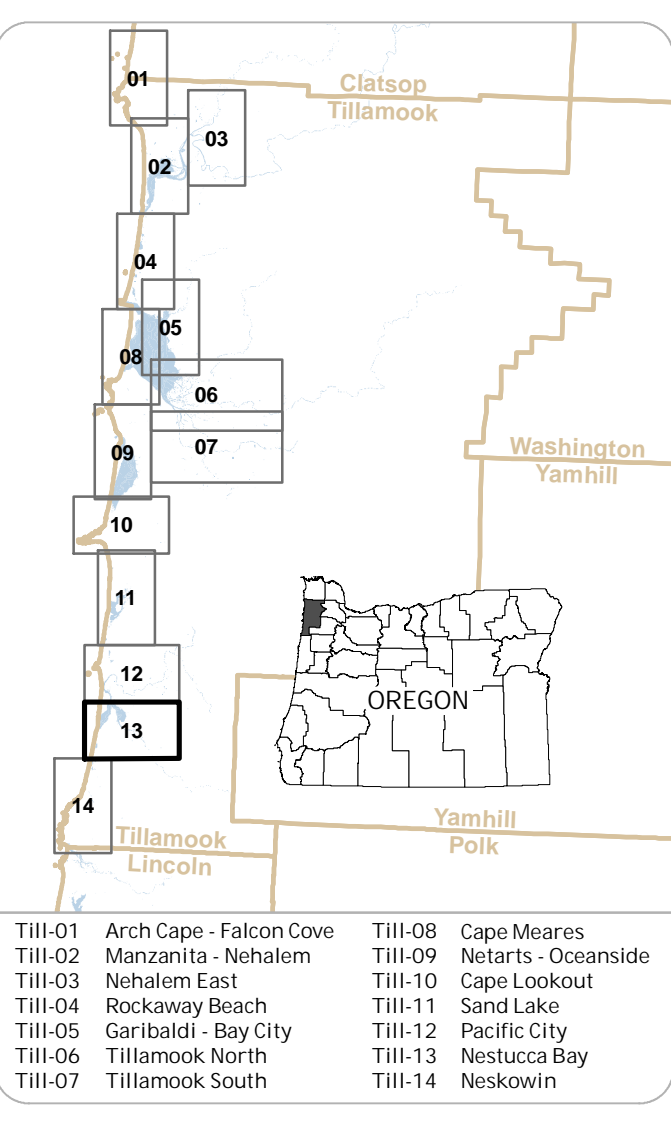 01
Clatsop
Tillamook
03
02
04
05
08
06
07
09
Washington
Yamhill
10
11
12
OREGON
13
14
Yamhill
Polk
Tillamook
Lincoln
Till-01 Arch Cape - Falcon Cove
Till-02 Manzanita - Nehalem
Till-03 Nehalem East
Till-04 Rockaway Beach
Till-05 Garibaldi - Bay City
Till-06 Tillamook North
Till-07 Tillamook South
Till-08 Cape Meares
Till-09 Netarts - Oceanside
Till-10 Cape Lookout
Till-11 Sand Lake
Till-12 Pacific City
Till-13 Nestucca Bay
Till-14 Neskowin